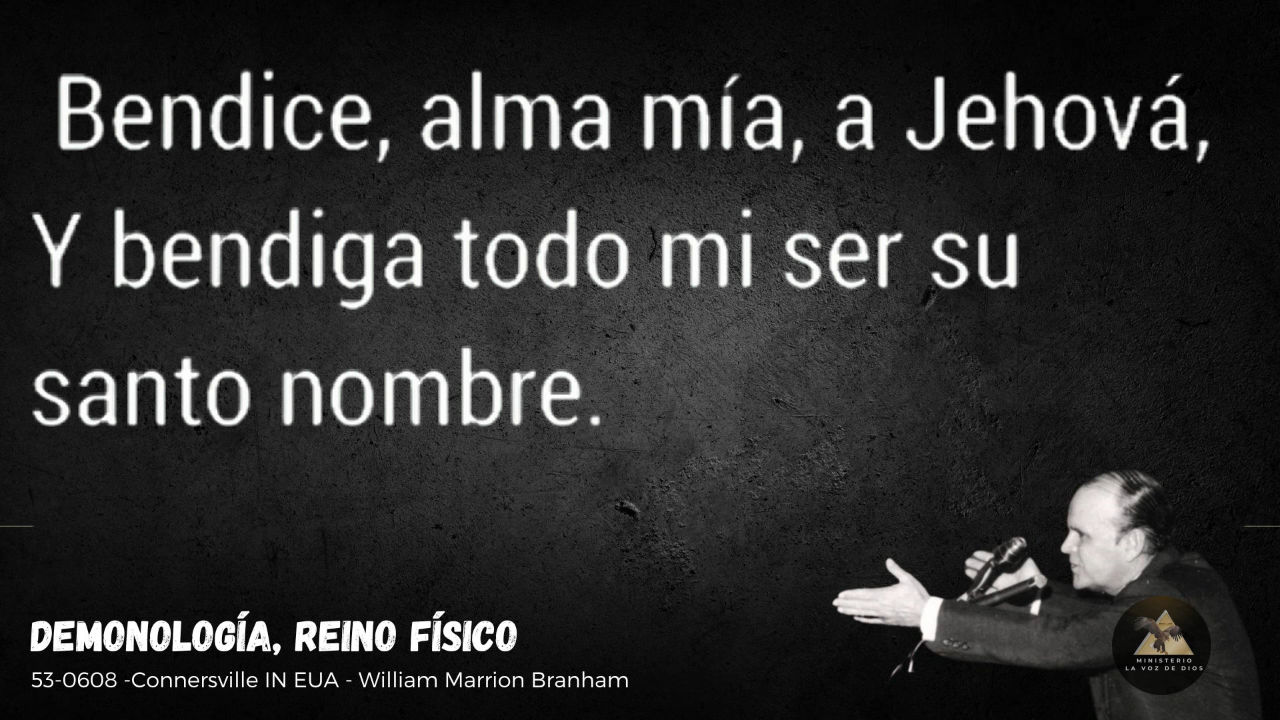 Bendice, alma mía, a Jehová,
Y bendiga todo mi ser su
santo nombre.
DEMONOLOGÍA, REINO FÍSICO
53-0608 -Connersville IN EUA - William Marrion Branham
MINISTERIO
LA VOZ DE DIOS